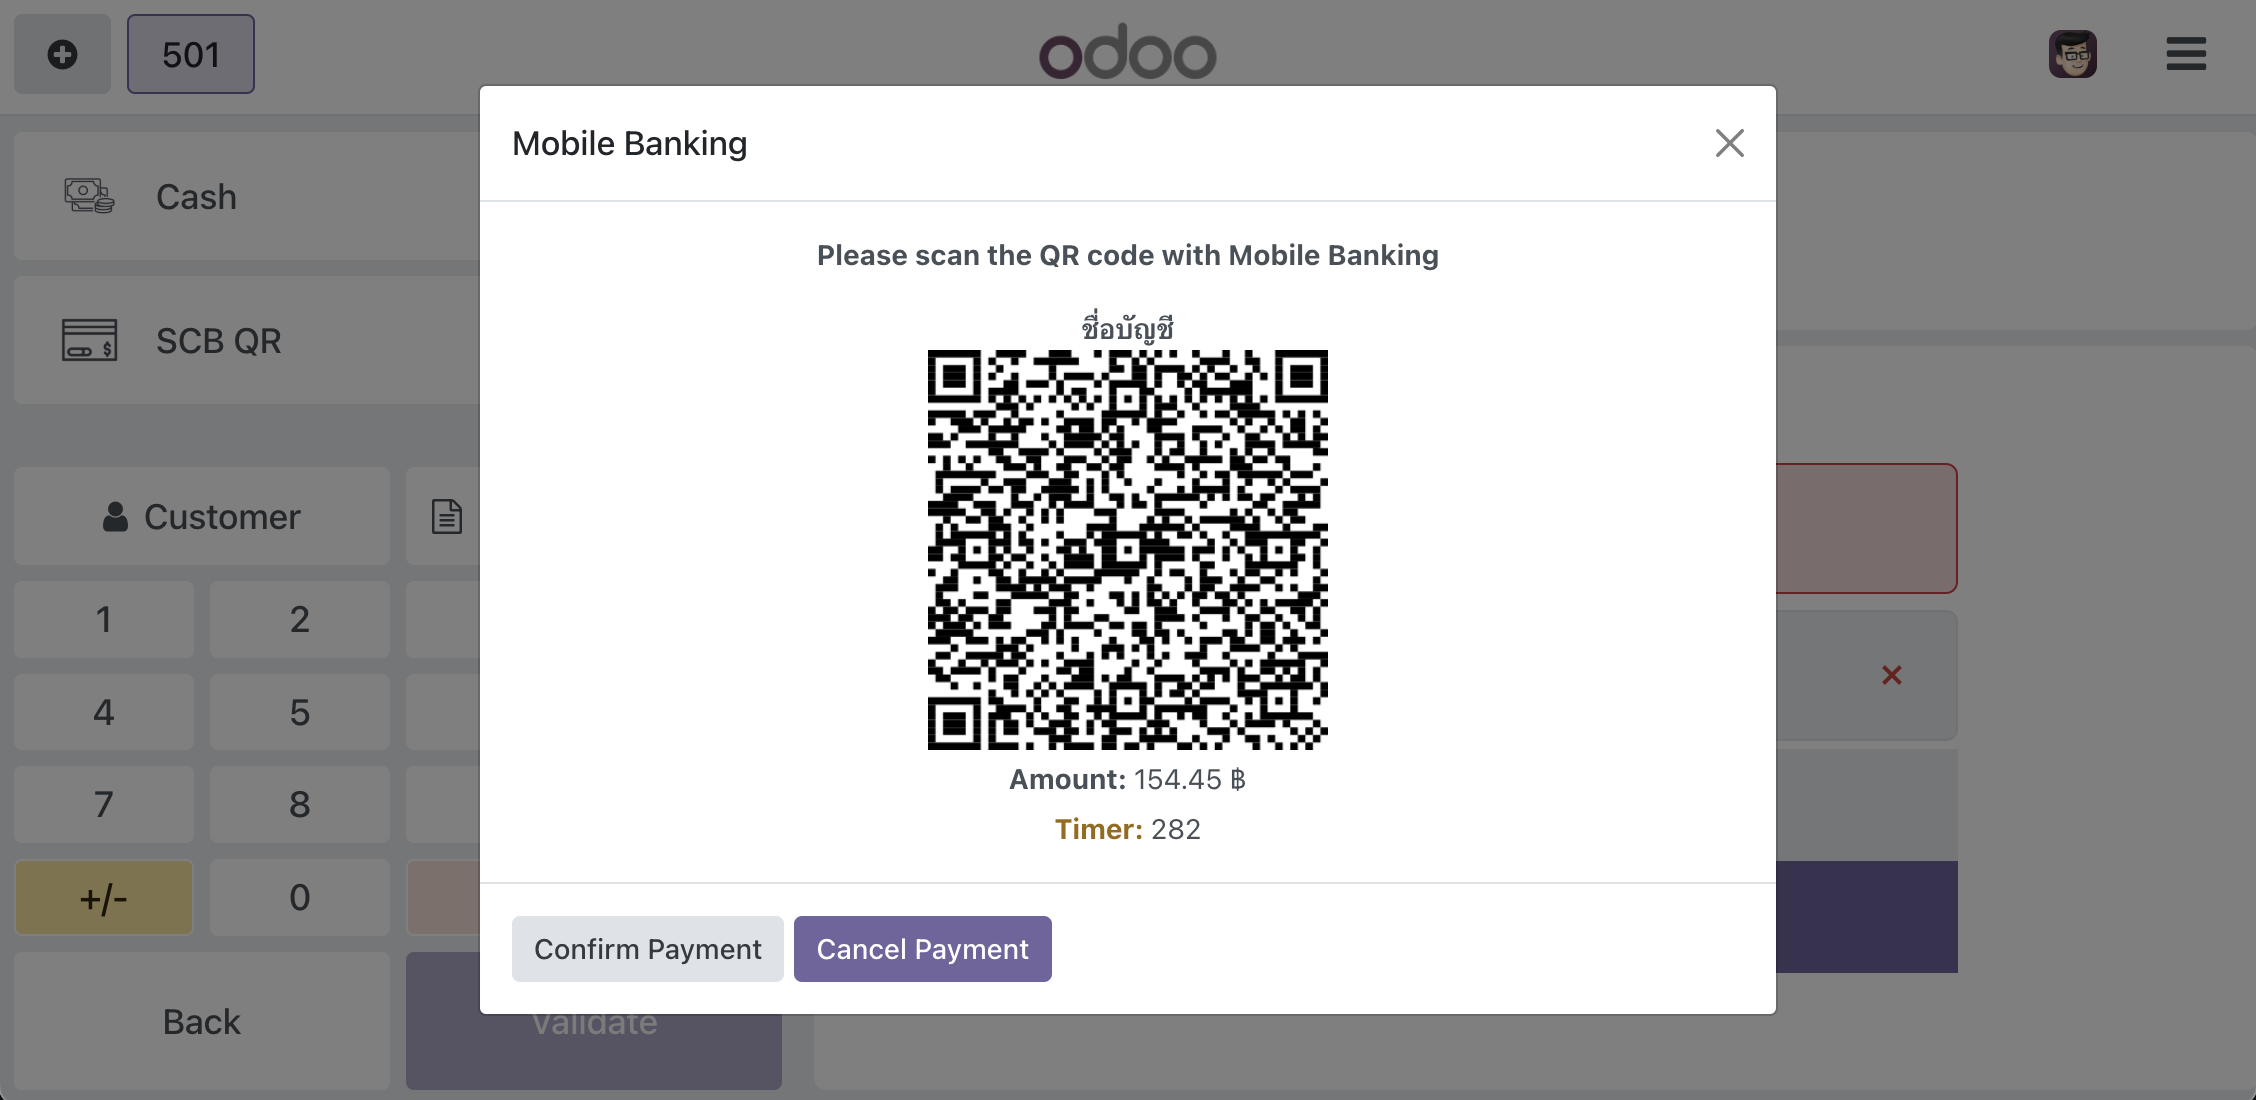 501
odoo
Mobile Banking
Cash
SCB QR
Please scan the QR code with Mobile Banking
ชื่อบัญชี
Customer
1
2
4
5
7
8
+/-
0
Amount: 154.45 ฿
Timer: 282
Confirm Payment
Cancel Payment
Back
Validate